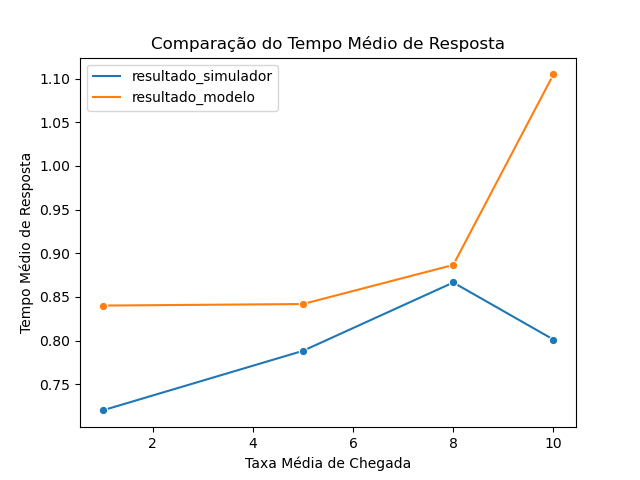 Comparação do Tempo Médio de Resposta
resultado_simulador
resultado_modelo
Tempo Médio de Resposta
1.10
1.05
1.00
0.95
0.90
0.85
0.80
0.75
2 4 6 8 10
Taxa Média de Chegada